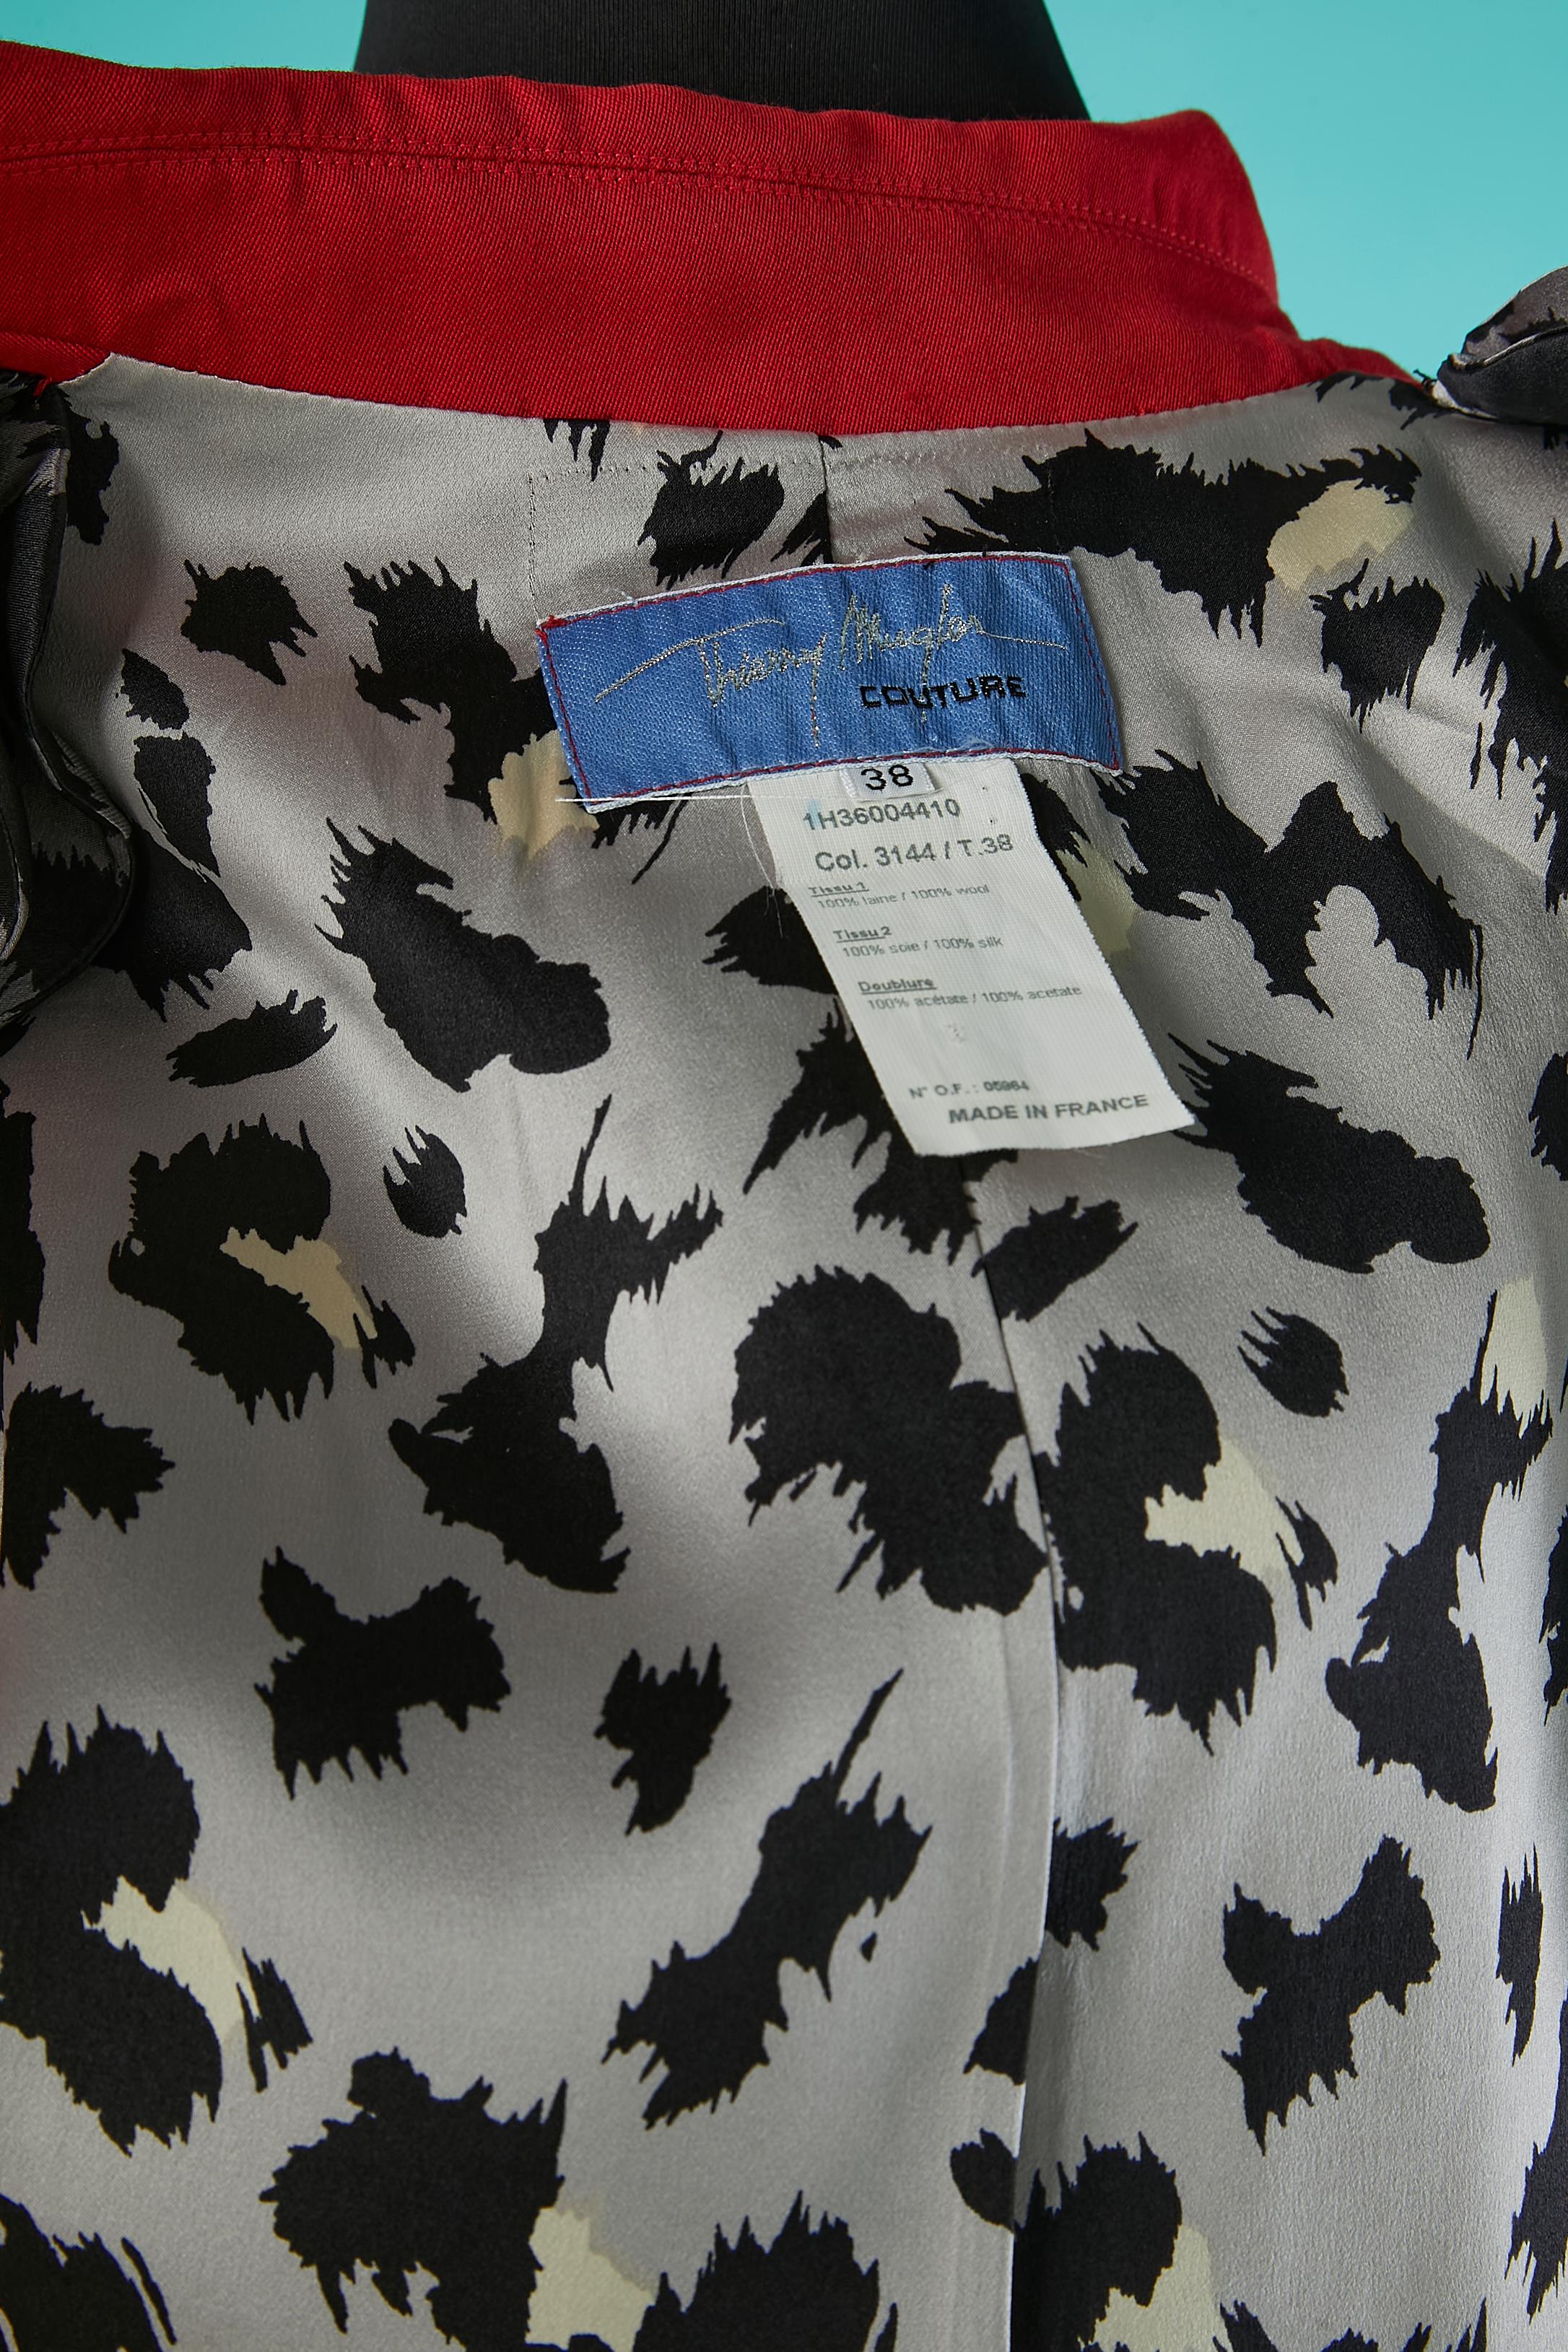 Thierry Mugler
COUTURE
38
1H36004410
Col. 3144 / T.38
Tissu 1
100% laine / 100% wool
Tissu 2
100% soie / 100% silk
Doublure
100% acétate / 100% acetate
N° O.F. : 05964
MADE IN FRANCE